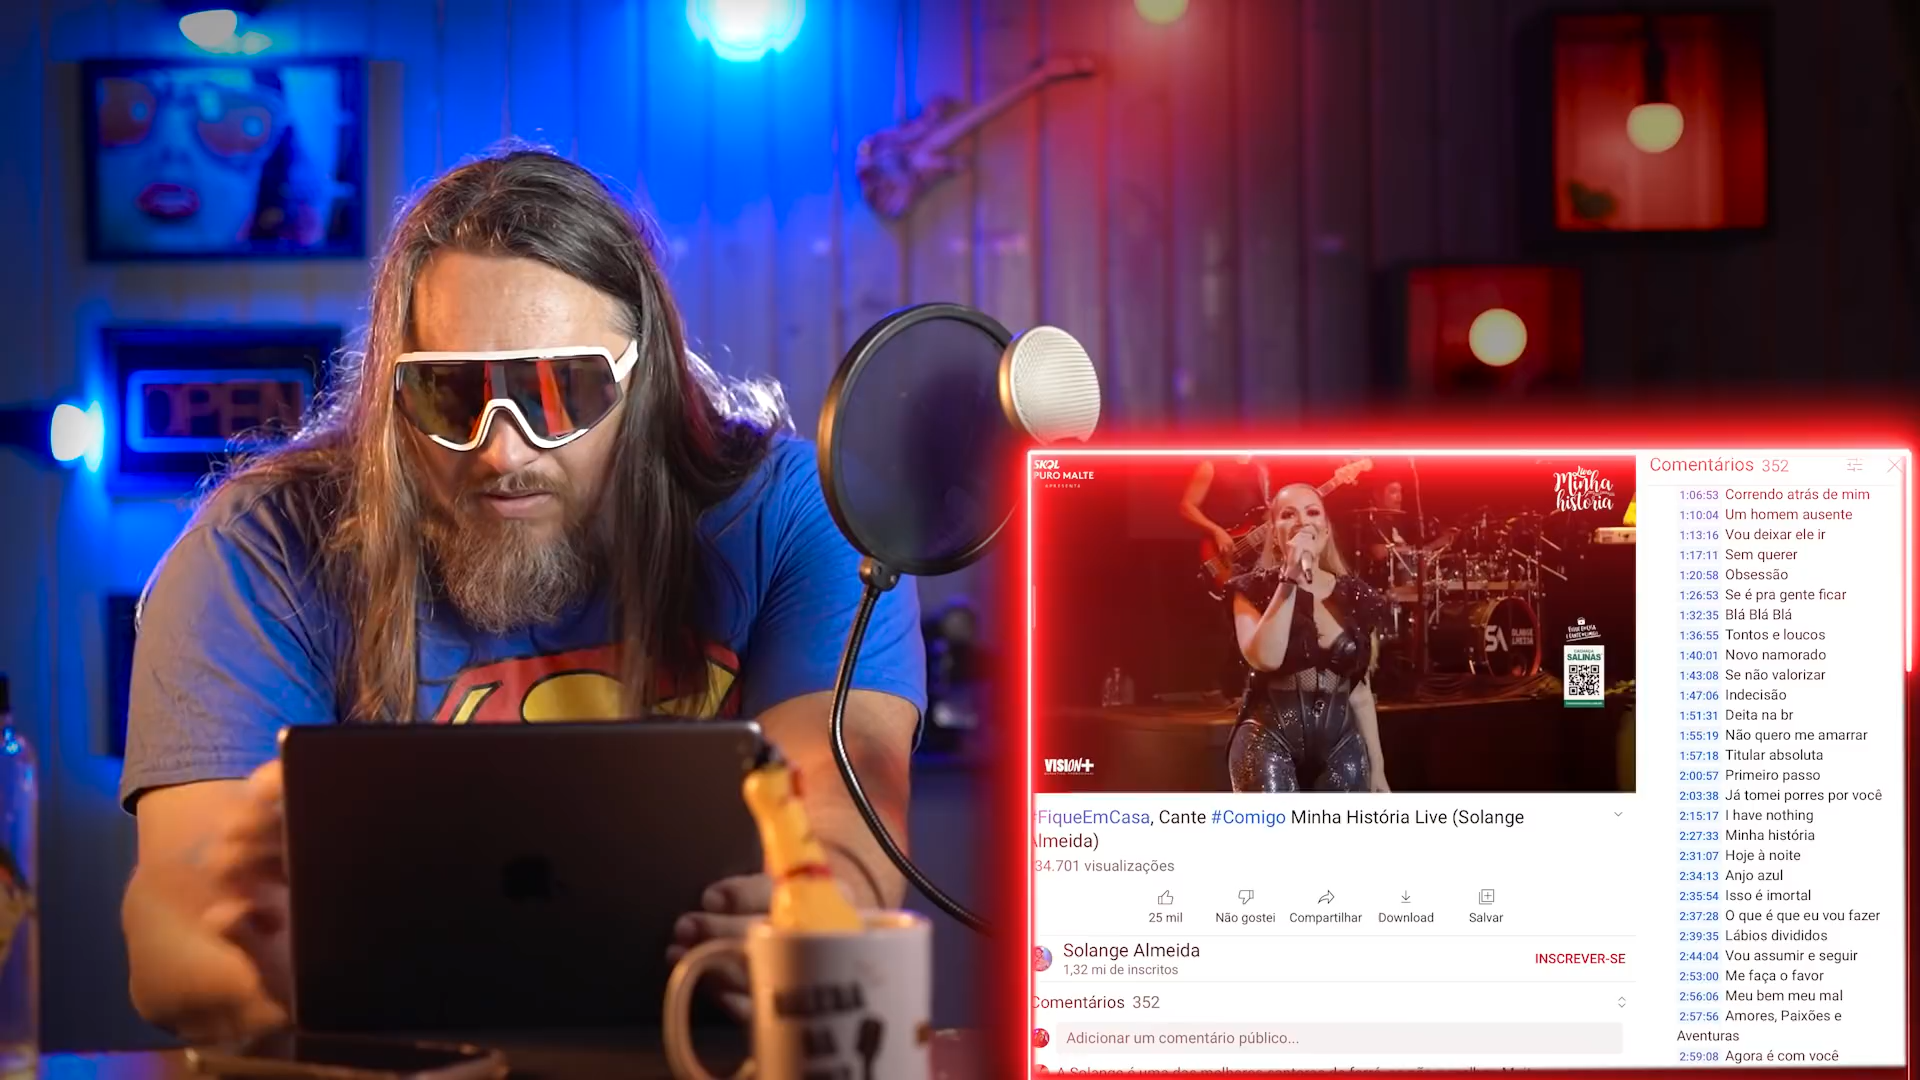 OPEN
SKOL
PURO MALTE
APRESENTA
Live
Minha
história
SA
SALINAS
VISION+
FiqueEmCasa, Cante #Comigo Minha História Live (Solange
lmeida)
34.701 visualizações
25 mil
Não gostei
Compartilhar
Download
Salvar
Solange Almeida
1,32 mi de inscritos
INSCREVER-SE
Comentários 352
Adicionar um comentário público...
Comentários 352
1:06:53 Correndo atrás de mim
1:10:04 Um homem ausente
1:13:16 Vou deixar ele ir
1:17:11 Sem querer
1:20:58 Obsessão
1:26:53 Se é pra gente ficar
1:32:35 Blá Blá Blá
1:36:55 Tontos e loucos
1:40:01 Novo namorado
1:43:08 Se não valorizar
1:47:06 Indecisão
1:51:31 Deita na br
1:55:19 Não quero me amarrar
1:57:18 Titular absoluta
2:00:57 Primeiro passo
2:03:38 Já tomei porres por você
2:15:17 I have nothing
2:27:33 Minha história
2:31:07 Hoje à noite
2:34:13 Anjo azul
2:35:54 Isso é imortal
2:37:28 O que é que eu vou fazer
2:39:35 Lábios divididos
2:44:04 Vou assumir e seguir
2:53:00 Me faça o favor
2:56:06 Meu bem meu mal
2:57:56 Amores, Paixões e
Aventuras
2:59:08 Agora é com você